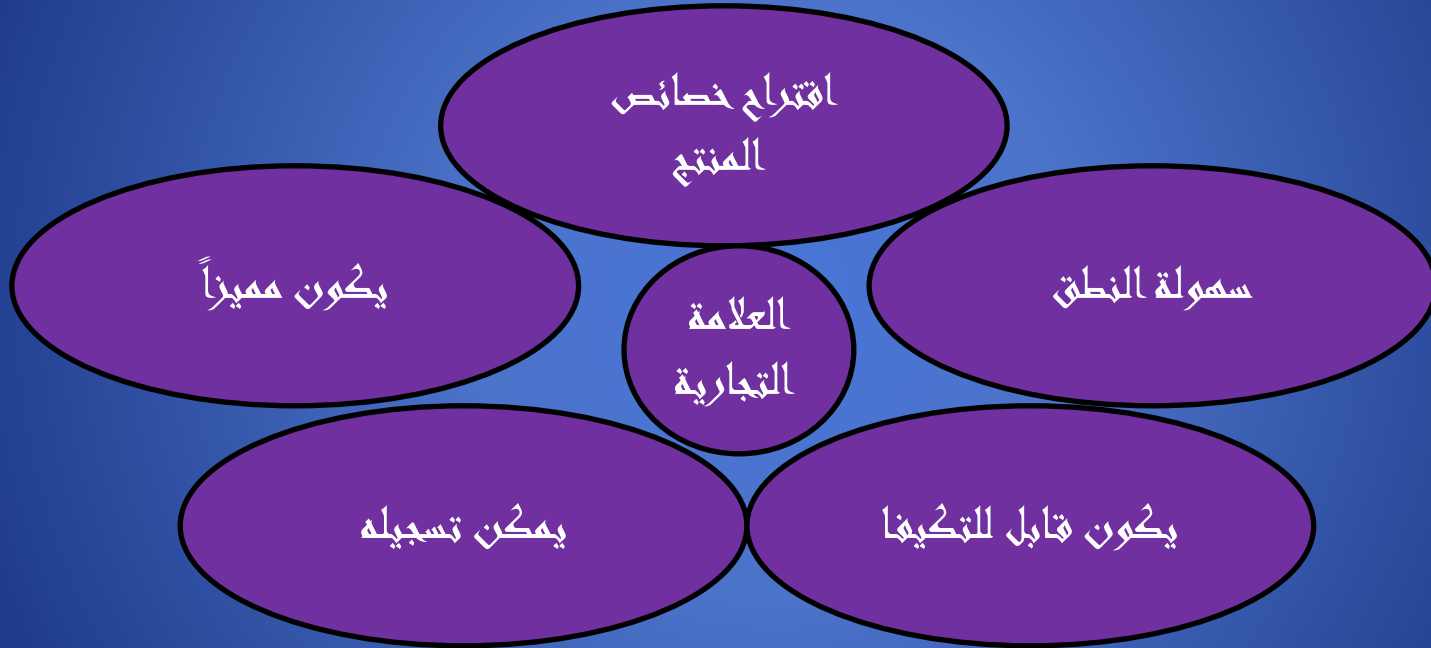 اقتراح خصائص
المنتج
سهولة النطق
يكون مميزاً
العلامة
التجارية
يكون قابل للتكيفا
يمكن تسجيله